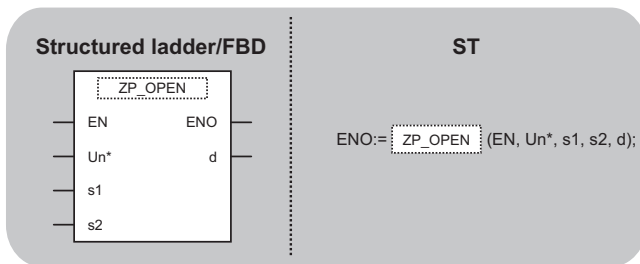 Structured ladder/FBD
ZP_OPEN
EN ENO
Un* d
s1
s2
ST
ENO:= ZP_OPEN (EN, Un*, s1, s2, d);